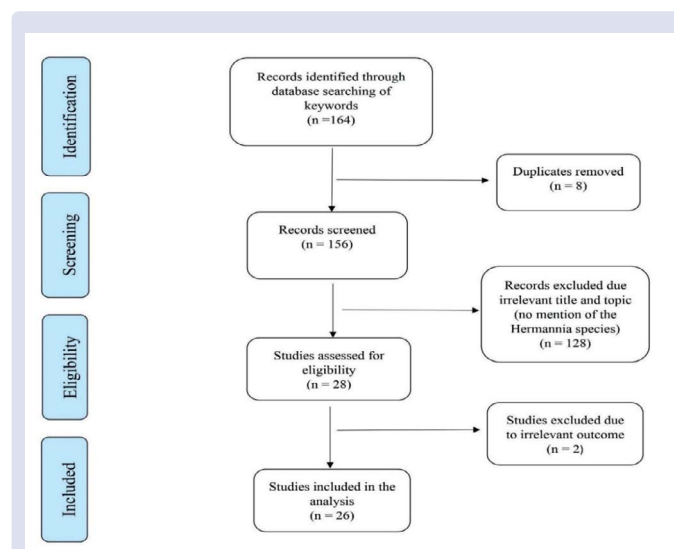 Identification
Records identified through
database searching of
keywords
(n =164)
Duplicates removed
(n = 8)
Screening
Records screened
(n = 156)
Records excluded due
irrelevant title and topic
(no mention of the
Hermannia species)
(n = 128)
Eligibility
Studies assessed for
eligibility
(n = 28)
Studies excluded due
to irrelevant outcome
(n = 2)
Included
Studies included in the
analysis
(n = 26)